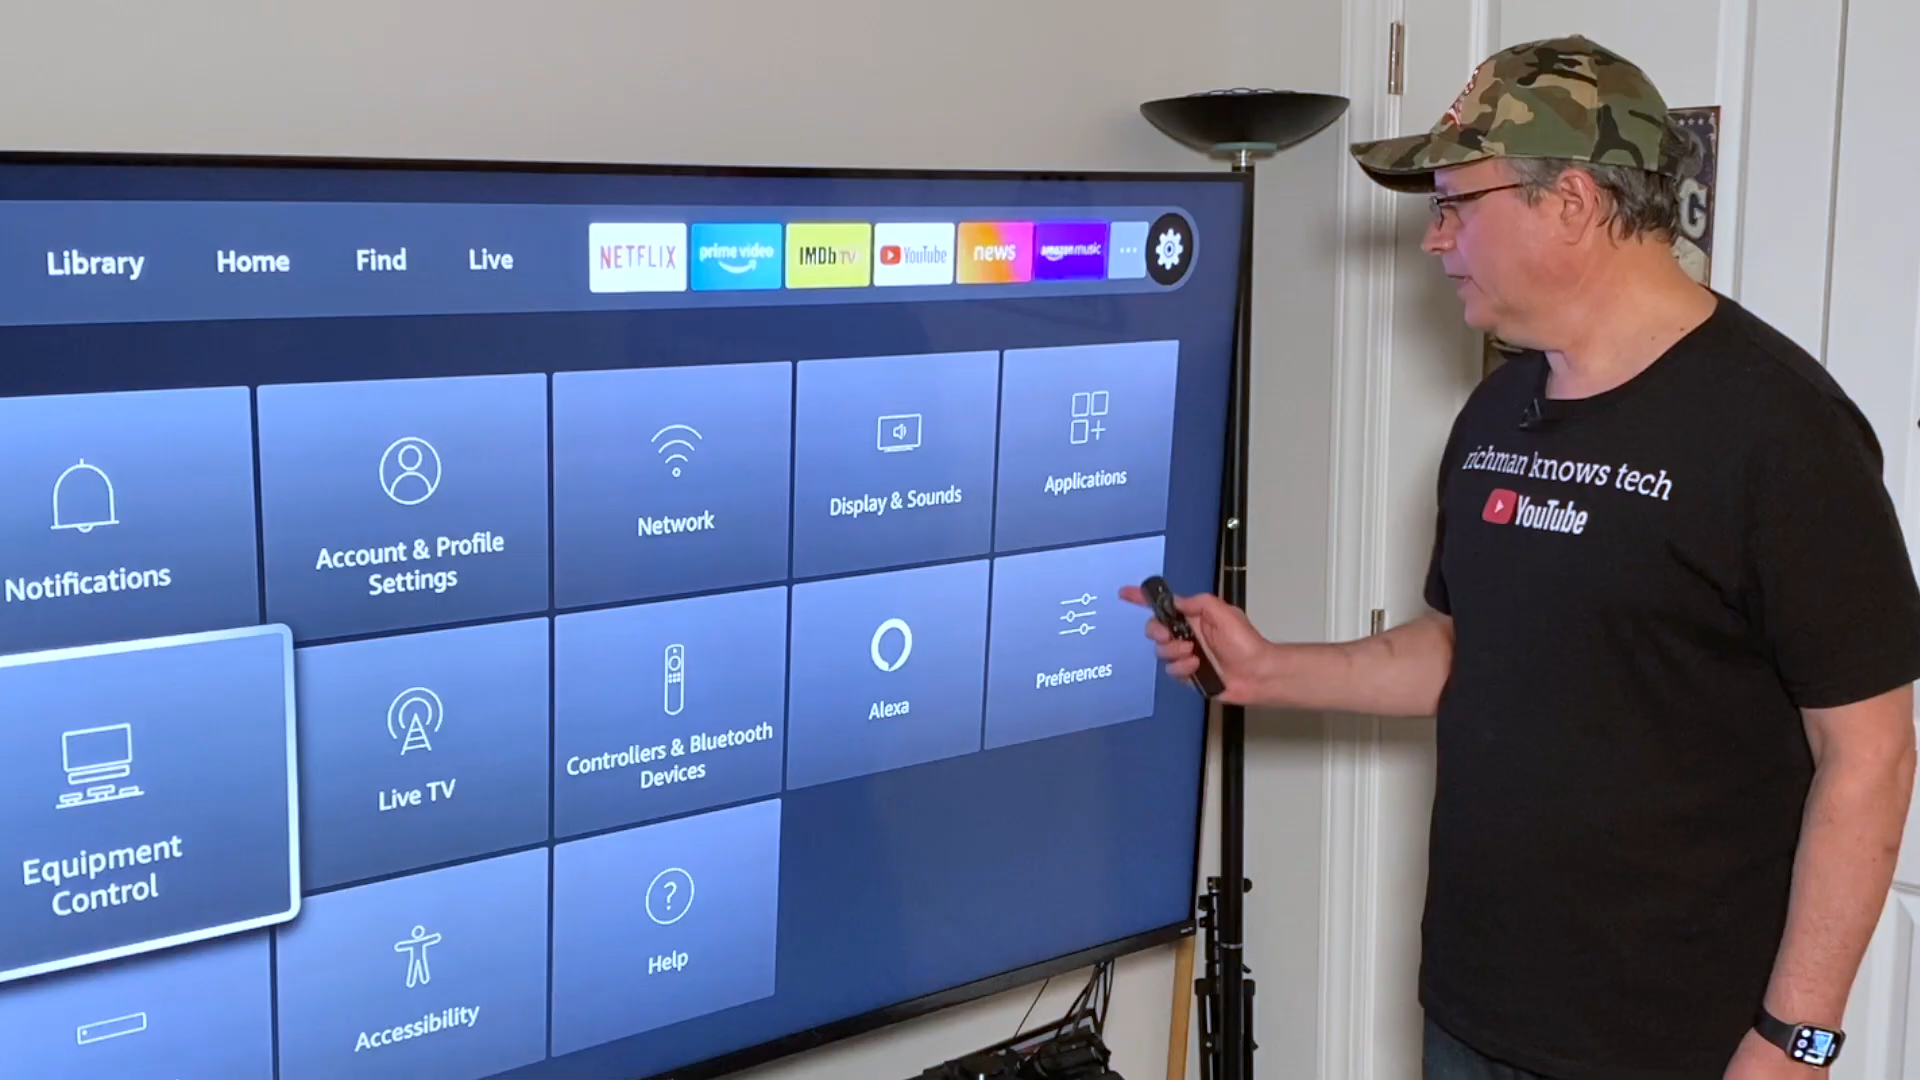 Library
Home
Find
Live
NETFLIX
prime video
IMDb TV
YouTube
news
amazon music
Notifications
Account & Profile
Settings
Network
Display & Sounds
Applications
Equipment
Control
Live TV
Controllers & Bluetooth
Devices
Alexa
Preferences
Accessibility
Help
richman knows tech
YouTube
G